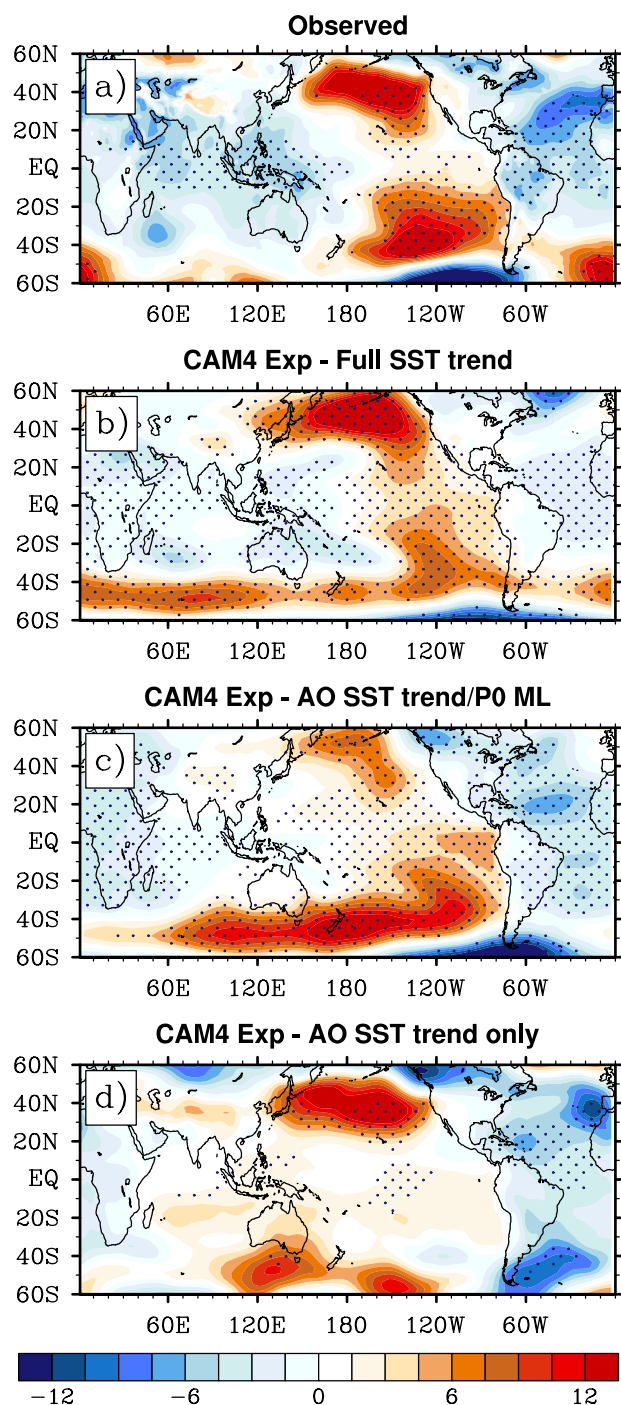 Observed
a)
60N
40N
20N
EQ
20S
40S
60S
60E 120E 180 120W 60W
CAM4 Exp - Full SST trend
b)
60N
40N
20N
EQ
20S
40S
60S
60E 120E 180 120W 60W
CAM4 Exp - AO SST trend/P0 ML
c)
60N
40N
20N
EQ
20S
40S
60S
60E 120E 180 120W 60W
CAM4 Exp - AO SST trend only
d)
60N
40N
20N
EQ
20S
40S
60S
60E 120E 180 120W 60W
−12 −6 0 6 12